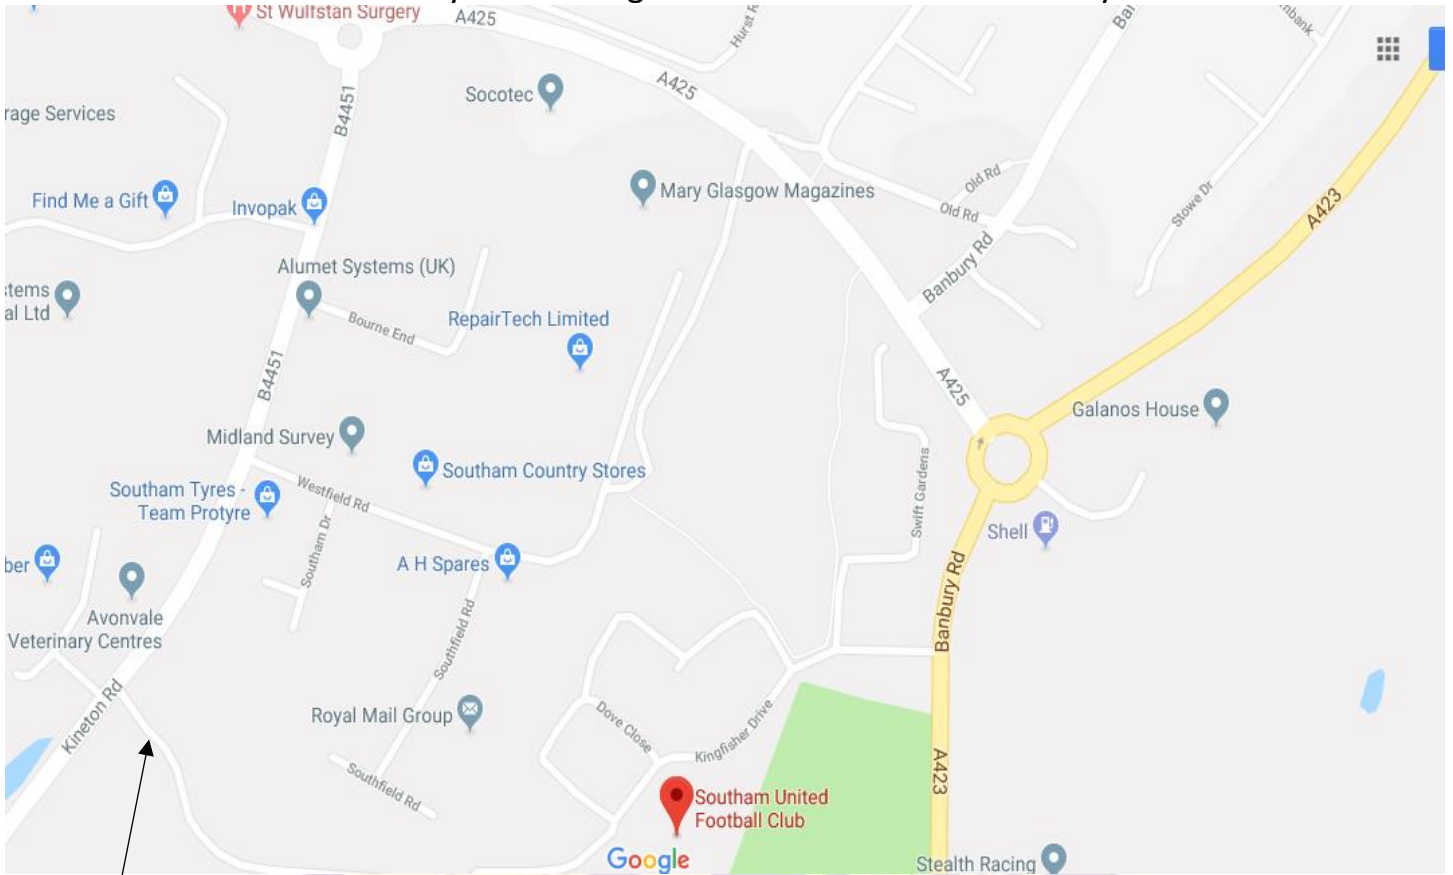 St Wulfstan Surgery
A425
Hurst R
Socotec
A425
B4451
rage Services
Mary Glasgow Magazines
Old Rd
Old Rd
Stowe Dr
A423
Find Me a Gift
Invopak
Banbury Rd
Alumet Systems (UK)
stems
al Ltd
Bourne End
RepairTech Limited
B4451
A425
Galanos House
Midland Survey
Southam Country Stores
Swift Gardens
Southam Tyres -
Team Protyre
Westfield Rd
Southam Dr
Shell
A H Spares
ber
Avonvale
Veterinary Centres
Southfield Rd
Banbury Rd
Kineton Rd
Royal Mail Group
Dove Close
Kingfisher Drive
Southfield Rd
A423
Southam United
Football Club
Google
Stealth Racing